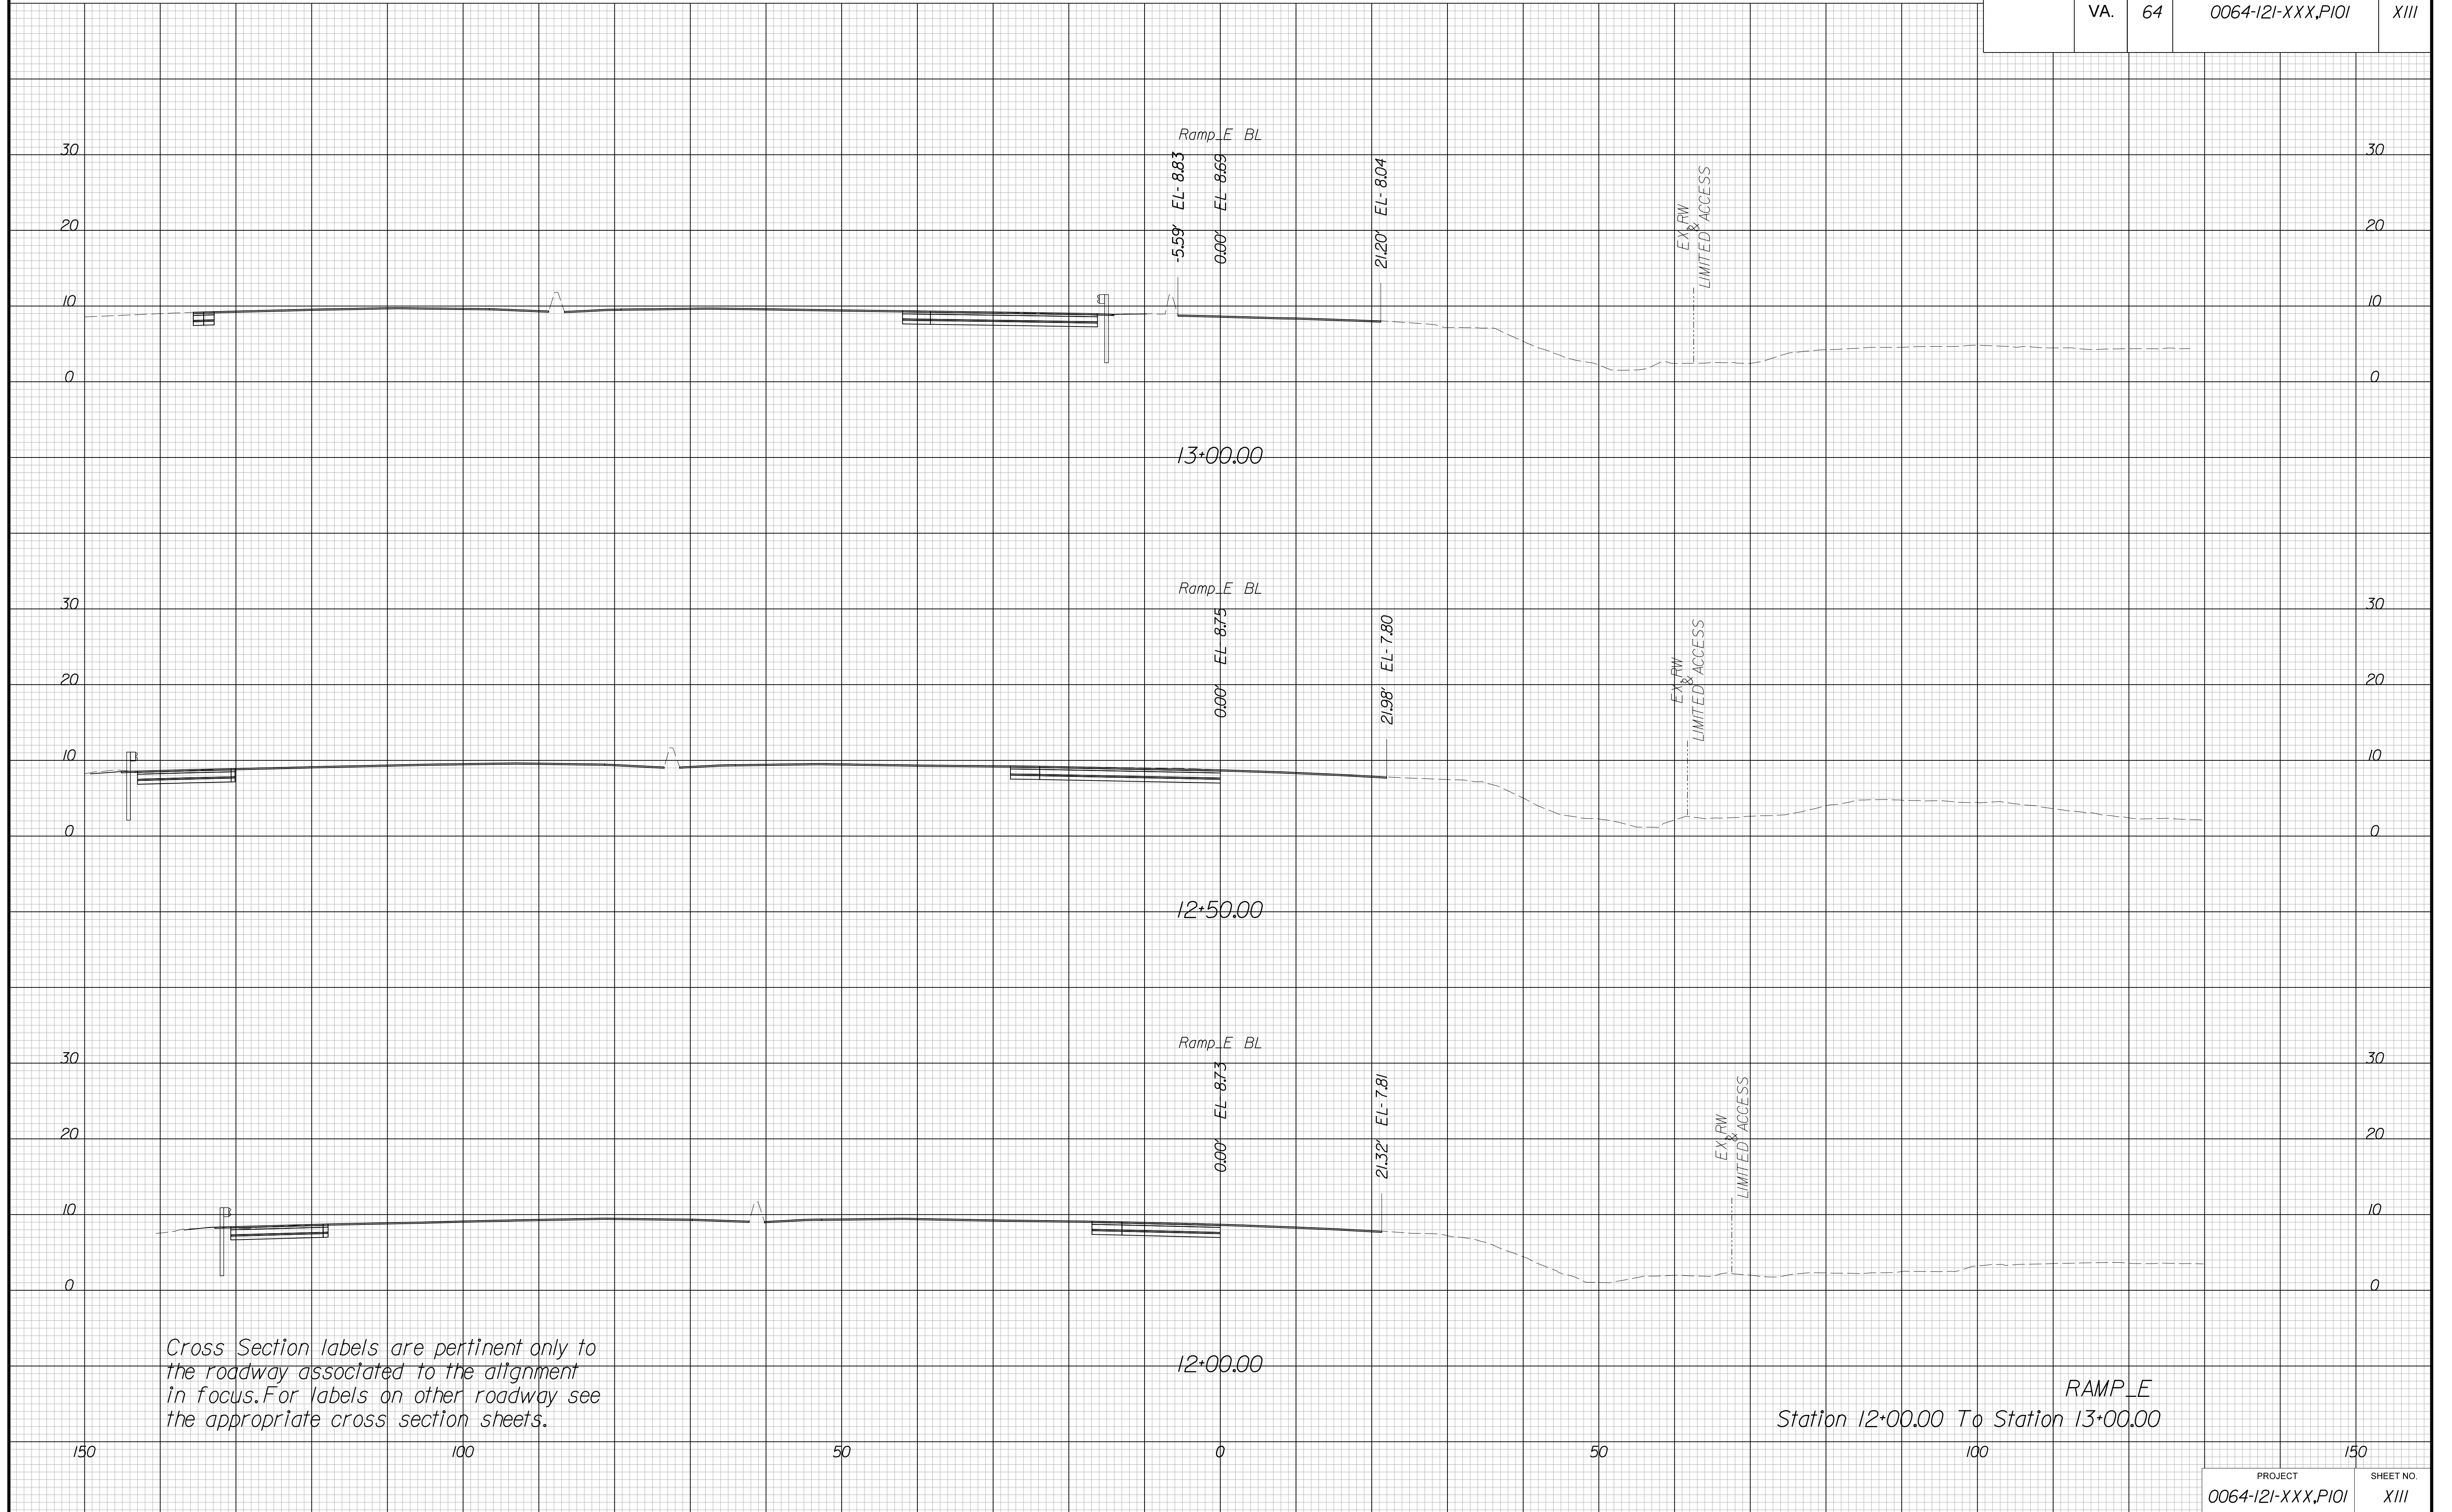 VA. 64 0064-121-XXX,P101 X111
Ramp_E BL
-5.59' EL- 8.83
0.00' EL- 8.69
21.20' EL- 8.04
EX RW
&
LIMITED ACCESS
30 30
20 20
10 10
0 0
13+00.00
Ramp_E BL
0.00' EL- 8.75
21.98' EL- 7.80
EX RW
&
LIMITED ACCESS
30 30
20 20
10 10
0 0
12+50.00
Ramp_E BL
0.00' EL- 8.73
21.32' EL- 7.81
EX RW
&
LIMITED ACCESS
30 30
20 20
10 10
0 0
12+00.00
Cross Section labels are pertinent only to
the roadway associated to the alignment
in focus. For labels on other roadway see
the appropriate cross section sheets.
RAMP_E
Station 12+00.00 To Station 13+00.00
150 100 50 0 50 100 150
PROJECT SHEET NO.
0064-121-XXX,P101 X111